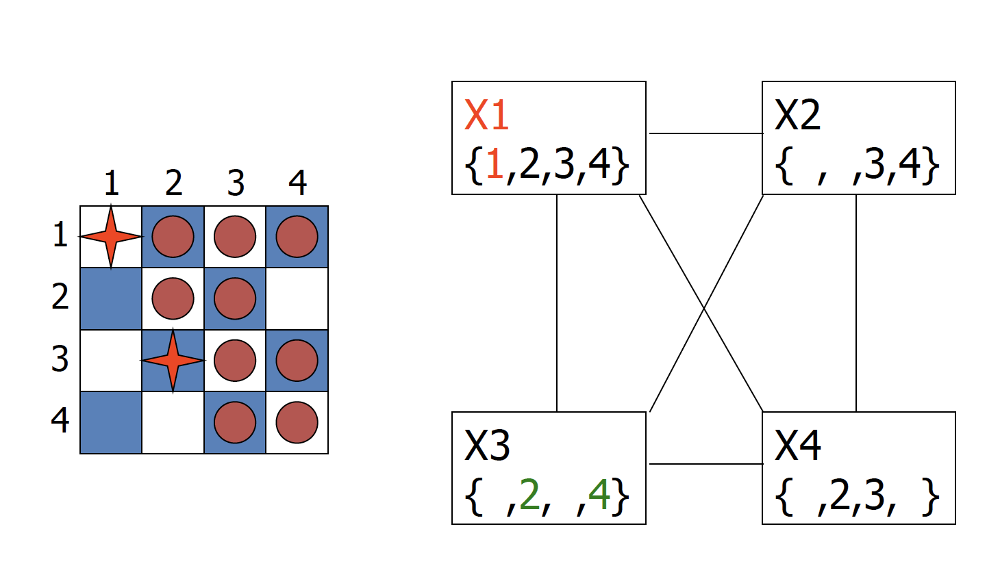 1 2 3 4
1
2
3
4
X1
{1,2,3,4}
X2
{ , ,3,4}
X3
{ ,2, ,4}
X4
{ ,2,3, }